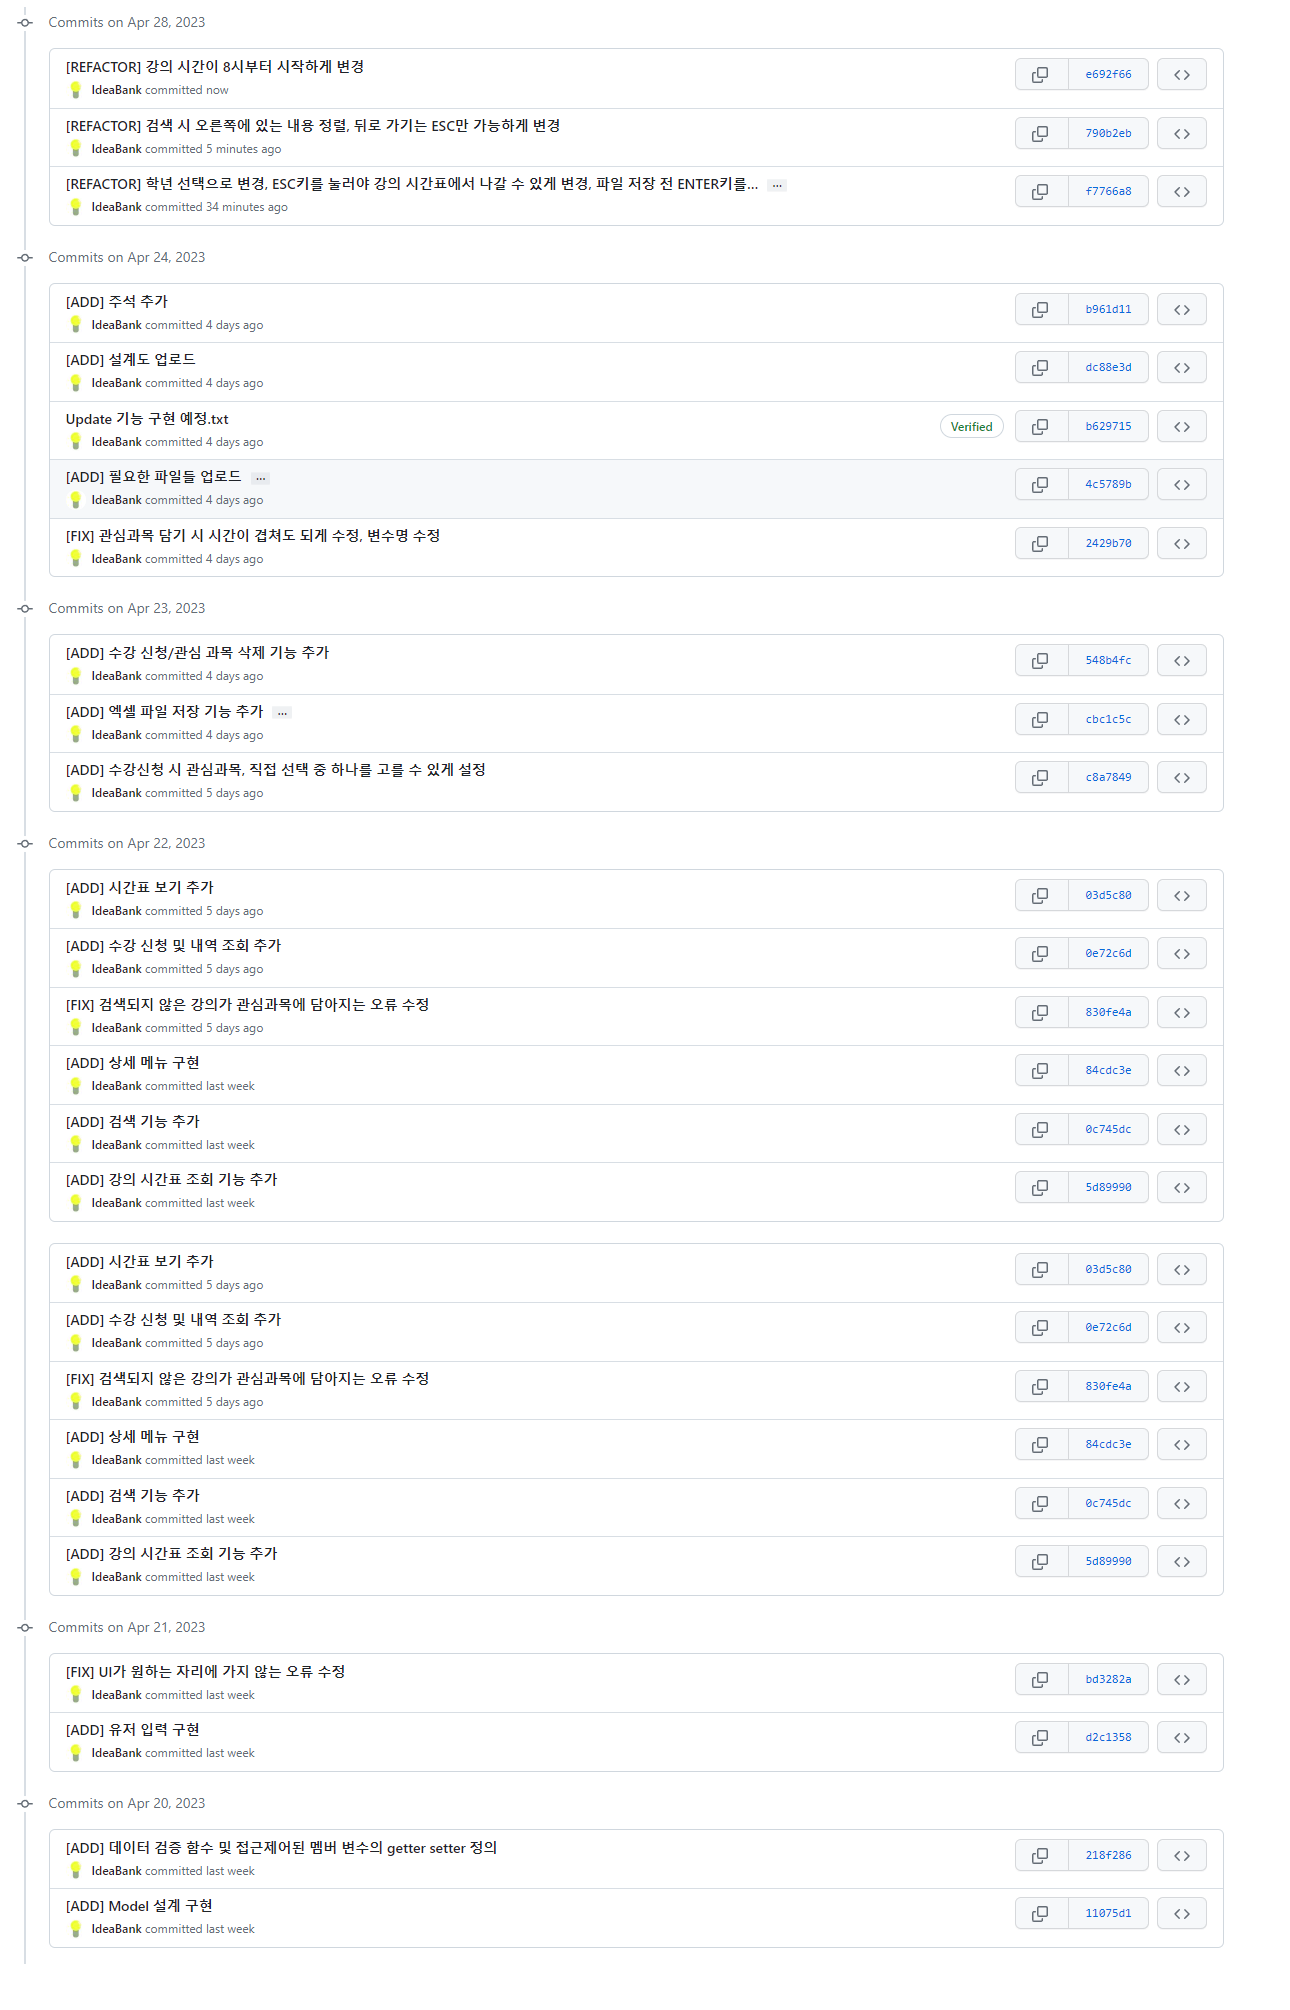 Commits on Apr 28, 2023
[REFACTOR] 강의 시간이 8시부터 시작하게 변경
e692f66
IdeaBank committed now
[REFACTOR] 검색 시 오른쪽에 있는 내용 정렬, 뒤로 가기는 ESC만 가능하게 변경
790b2eb
IdeaBank committed 5 minutes ago
[REFACTOR] 학년 선택으로 변경, ESC키를 눌러야 강의 시간표에서 나갈 수 있게 변경, 파일 저장 전 ENTER키를... ...
f7766a8
IdeaBank committed 34 minutes ago
Commits on Apr 24, 2023
[ADD] 주석 추가
b961d11
IdeaBank committed 4 days ago
[ADD] 설계도 업로드
dc88e3d
IdeaBank committed 4 days ago
Update 기능 구현 예정.txt
Verified b629715
IdeaBank committed 4 days ago
[ADD] 필요한 파일들 업로드 ...
4c5789b
IdeaBank committed 4 days ago
[FIX] 관심과목 담기 시 시간이 겹쳐도 되게 수정, 변수명 수정
2429b70
IdeaBank committed 4 days ago
Commits on Apr 23, 2023
[ADD] 수강 신청/관심 과목 삭제 기능 추가
548b4fc
IdeaBank committed 4 days ago
[ADD] 엑셀 파일 저장 기능 추가 ...
cbc1c5c
IdeaBank committed 4 days ago
[ADD] 수강신청 시 관심과목, 직접 선택 중 하나를 고를 수 있게 설정
c8a7849
IdeaBank committed 5 days ago
Commits on Apr 22, 2023
[ADD] 시간표 보기 추가
03d5c80
IdeaBank committed 5 days ago
[ADD] 수강 신청 및 내역 조회 추가
0e72c6d
IdeaBank committed 5 days ago
[FIX] 검색되지 않은 강의가 관심과목에 담아지는 오류 수정
830fe4a
IdeaBank committed 5 days ago
[ADD] 상세 메뉴 구현
84cdc3e
IdeaBank committed last week
[ADD] 검색 기능 추가
0c745dc
IdeaBank committed last week
[ADD] 강의 시간표 조회 기능 추가
5d89990
IdeaBank committed last week
[ADD] 시간표 보기 추가
03d5c80
IdeaBank committed 5 days ago
[ADD] 수강 신청 및 내역 조회 추가
0e72c6d
IdeaBank committed 5 days ago
[FIX] 검색되지 않은 강의가 관심과목에 담아지는 오류 수정
830fe4a
IdeaBank committed 5 days ago
[ADD] 상세 메뉴 구현
84cdc3e
IdeaBank committed last week
[ADD] 검색 기능 추가
0c745dc
IdeaBank committed last week
[ADD] 강의 시간표 조회 기능 추가
5d89990
IdeaBank committed last week
Commits on Apr 21, 2023
[FIX] UI가 원하는 자리에 가지 않는 오류 수정
bd3282a
IdeaBank committed last week
[ADD] 유저 입력 구현
d2c1358
IdeaBank committed last week
Commits on Apr 20, 2023
[ADD] 데이터 검증 함수 및 접근제어된 멤버 변수의 getter setter 정의
218f286
IdeaBank committed last week
[ADD] Model 설계 구현
11075d1
IdeaBank committed last week